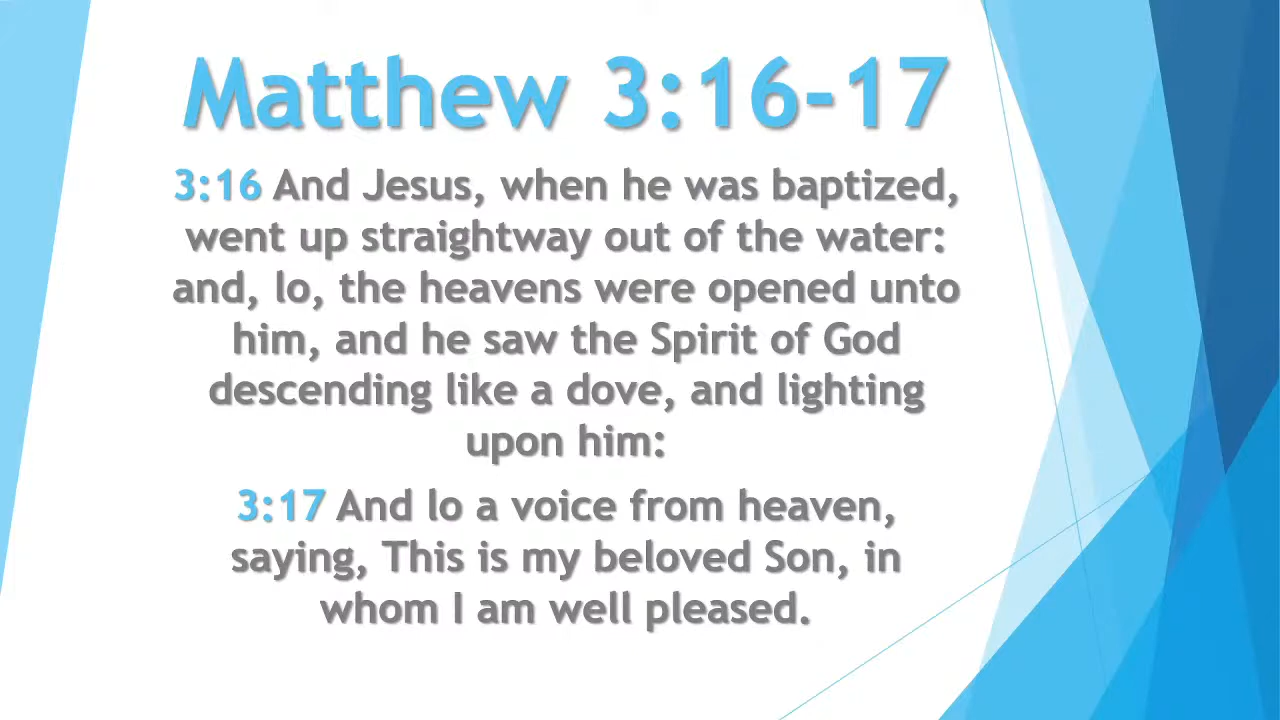 Matthew 3:16-17
3:16 And Jesus, when he was baptized,
went up straightway out of the water:
and, lo, the heavens were opened unto
him, and he saw the Spirit of God
descending like a dove, and lighting
upon him:
3:17 And lo a voice from heaven,
saying, This is my beloved Son, in
whom I am well pleased.